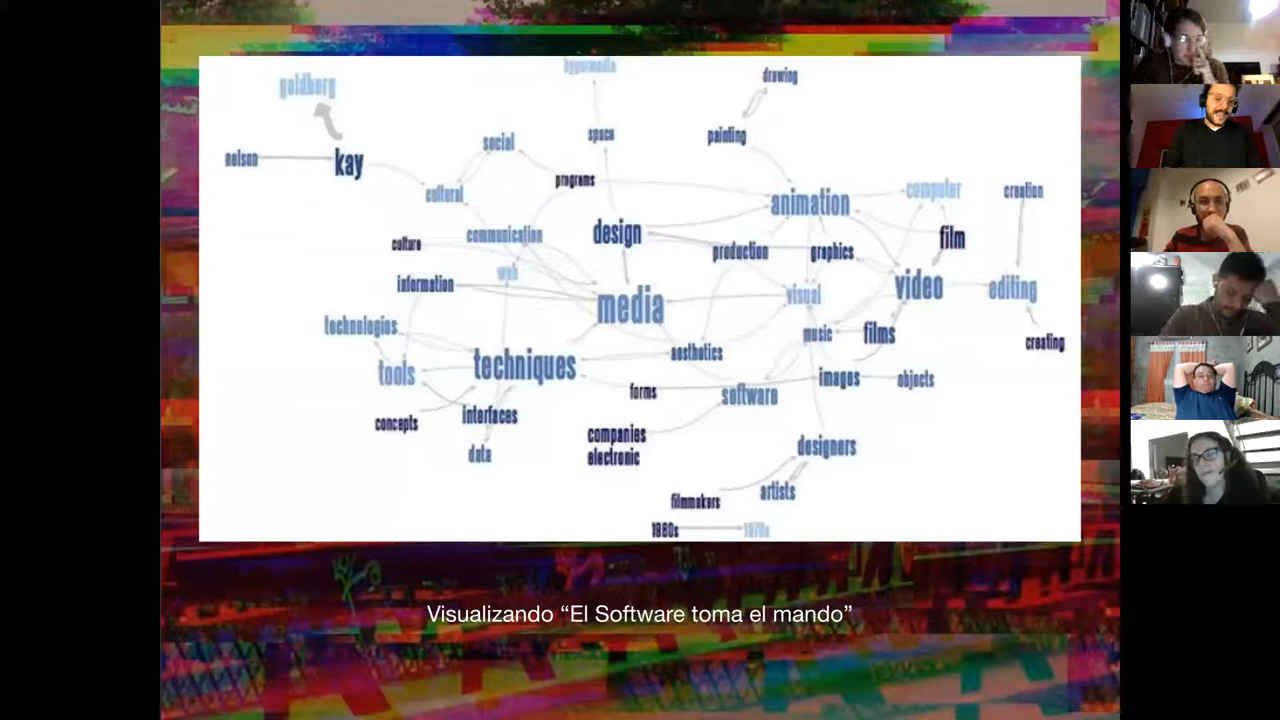 hypermedia
drawing
goldberg
painting
space
social
nelson
kay
programs
cultural
computer
creation
animation
communication
design
film
culture
production
graphics
web
information
media
visual
video
editing
technologies
music
films
creating
aesthetics
techniques
tools
images
objects
forms
software
concepts
interfaces
companies
electronic
data
designers
artists
filmmakers
1980s
1970s
Visualizando “El Software toma el mando”